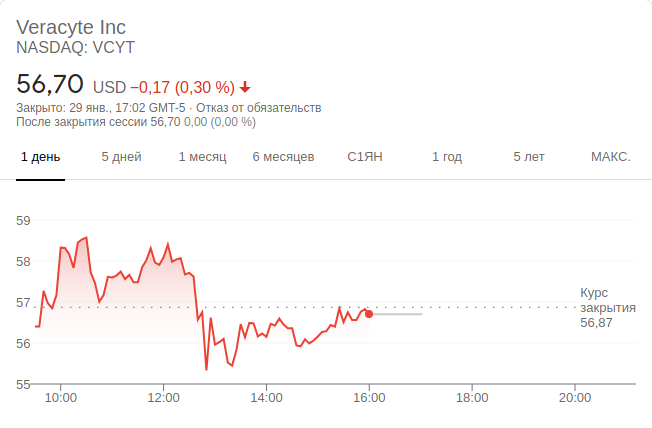 Veracyte Inc
NASDAQ: VCYT
56,70 USD −0,17 (0,30 %)
Закрыто: 29 янв., 17:02 GMT-5 · Отказ от обязательств
После закрытия сессии 56,70 0,00 (0,00 %)
1 день 5 дней 1 месяц 6 месяцев С1ЯН 1 год 5 лет МАКС.
59
58
57
56
55
Курс
закрытия
56,87
10:00 12:00 14:00 16:00 18:00 20:00